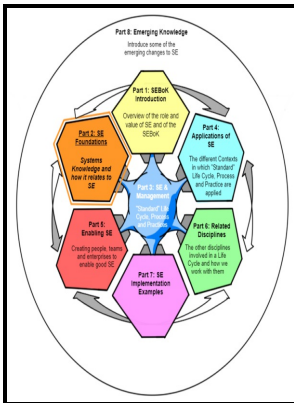 Part 8: Emerging Knowledge
Introduce some of the
emerging changes to SE
Part 1: SEBoK
Introduction
Overview of the role and
value of SE and of the
SEBoK
Part 2: SE
Foundations
Systems
Knowledge and
how it relates to
SE
Part 4:
Applications of
SE
The different Contexts
in which "Standard"
Life Cycle, Process
and Practice are
applied
Part 3: SE &
Management
"Standard" Life
Cycle, Process
and Practices
Part 5:
Enabling SE
Creating people, teams
and enterprises to
enable good SE
Part 6: Related
Disciplines
The other disciplines
involved in a Life
Cycle and how we
work with them
Part 7: SE
Implementation
Examples